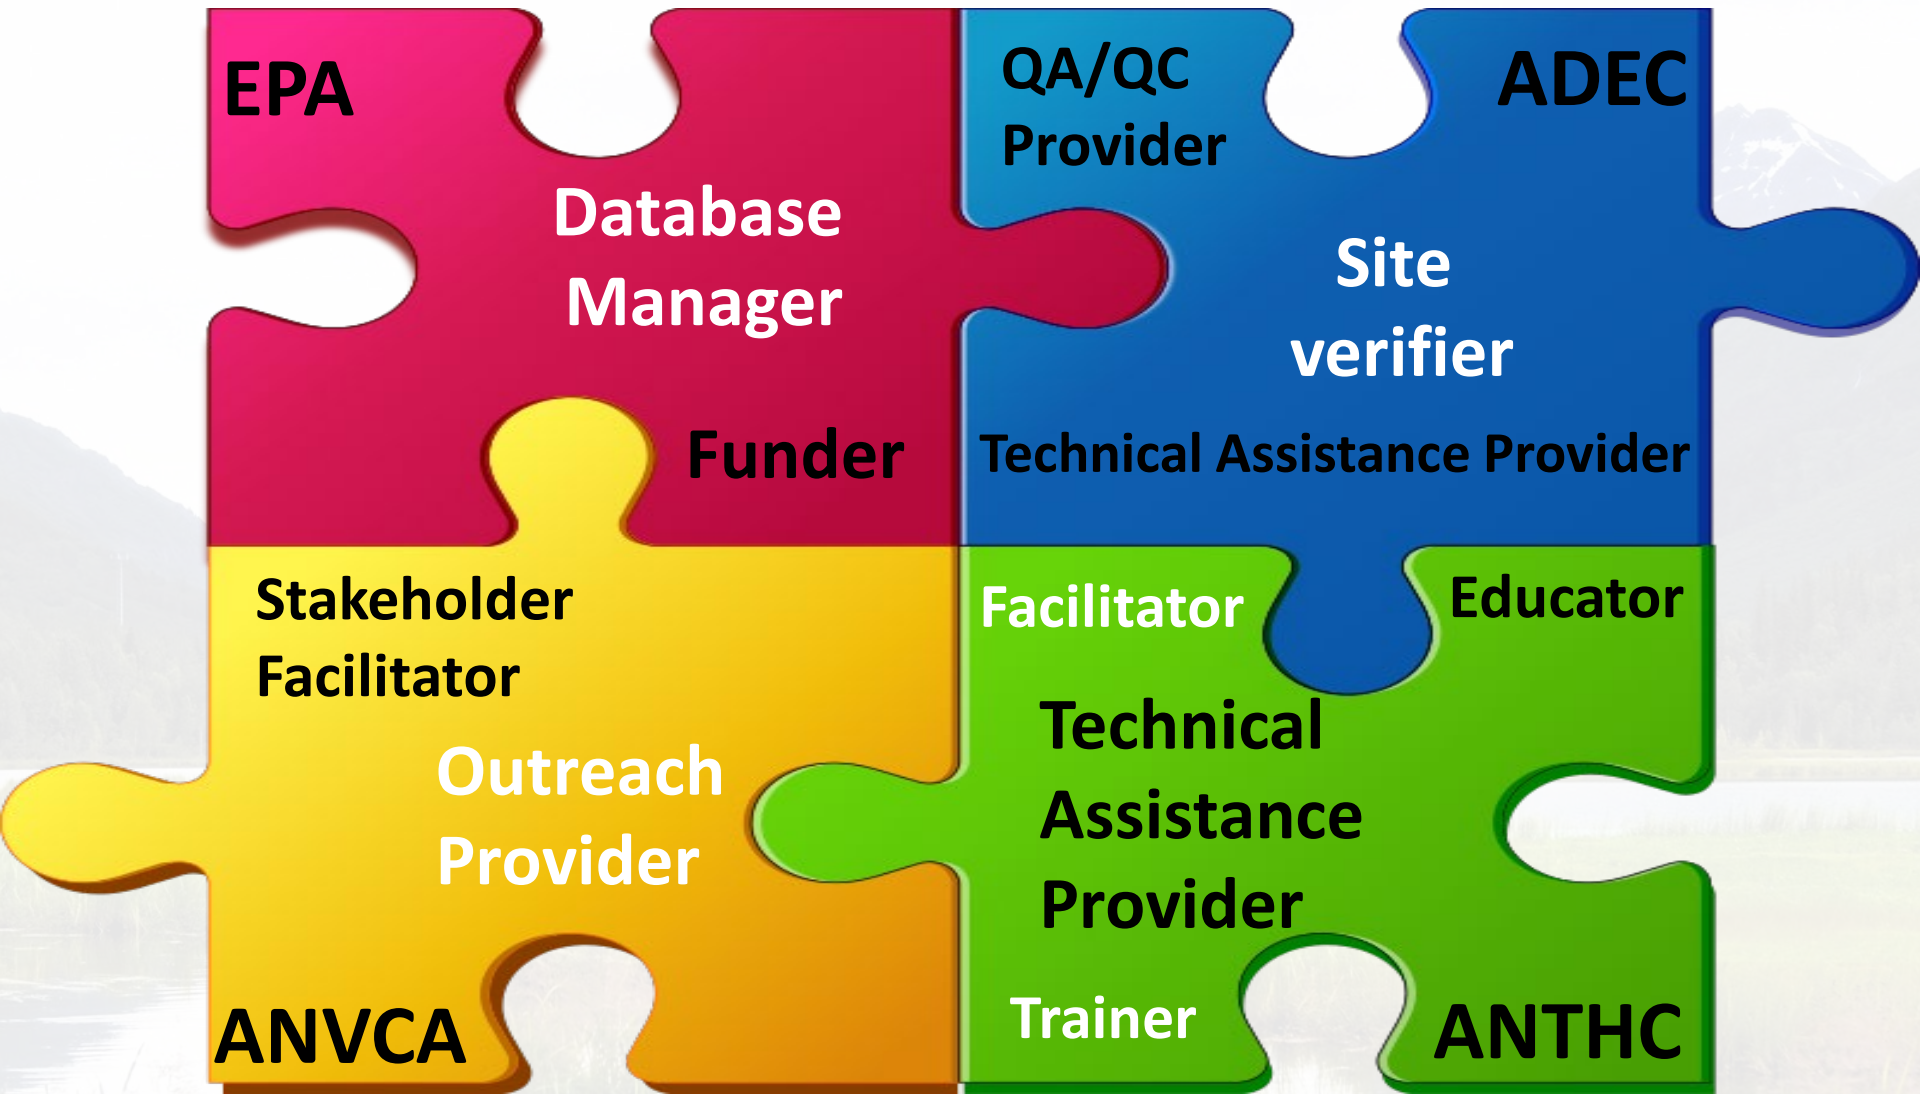 EPA
Database
Manager
Funder
QA/QC
Provider
ADEC
Site
verifier
Technical Assistance Provider
Stakeholder
Facilitator
Outreach
Provider
ANVCA
Facilitator
Educator
Technical
Assistance
Provider
Trainer
ANTHC